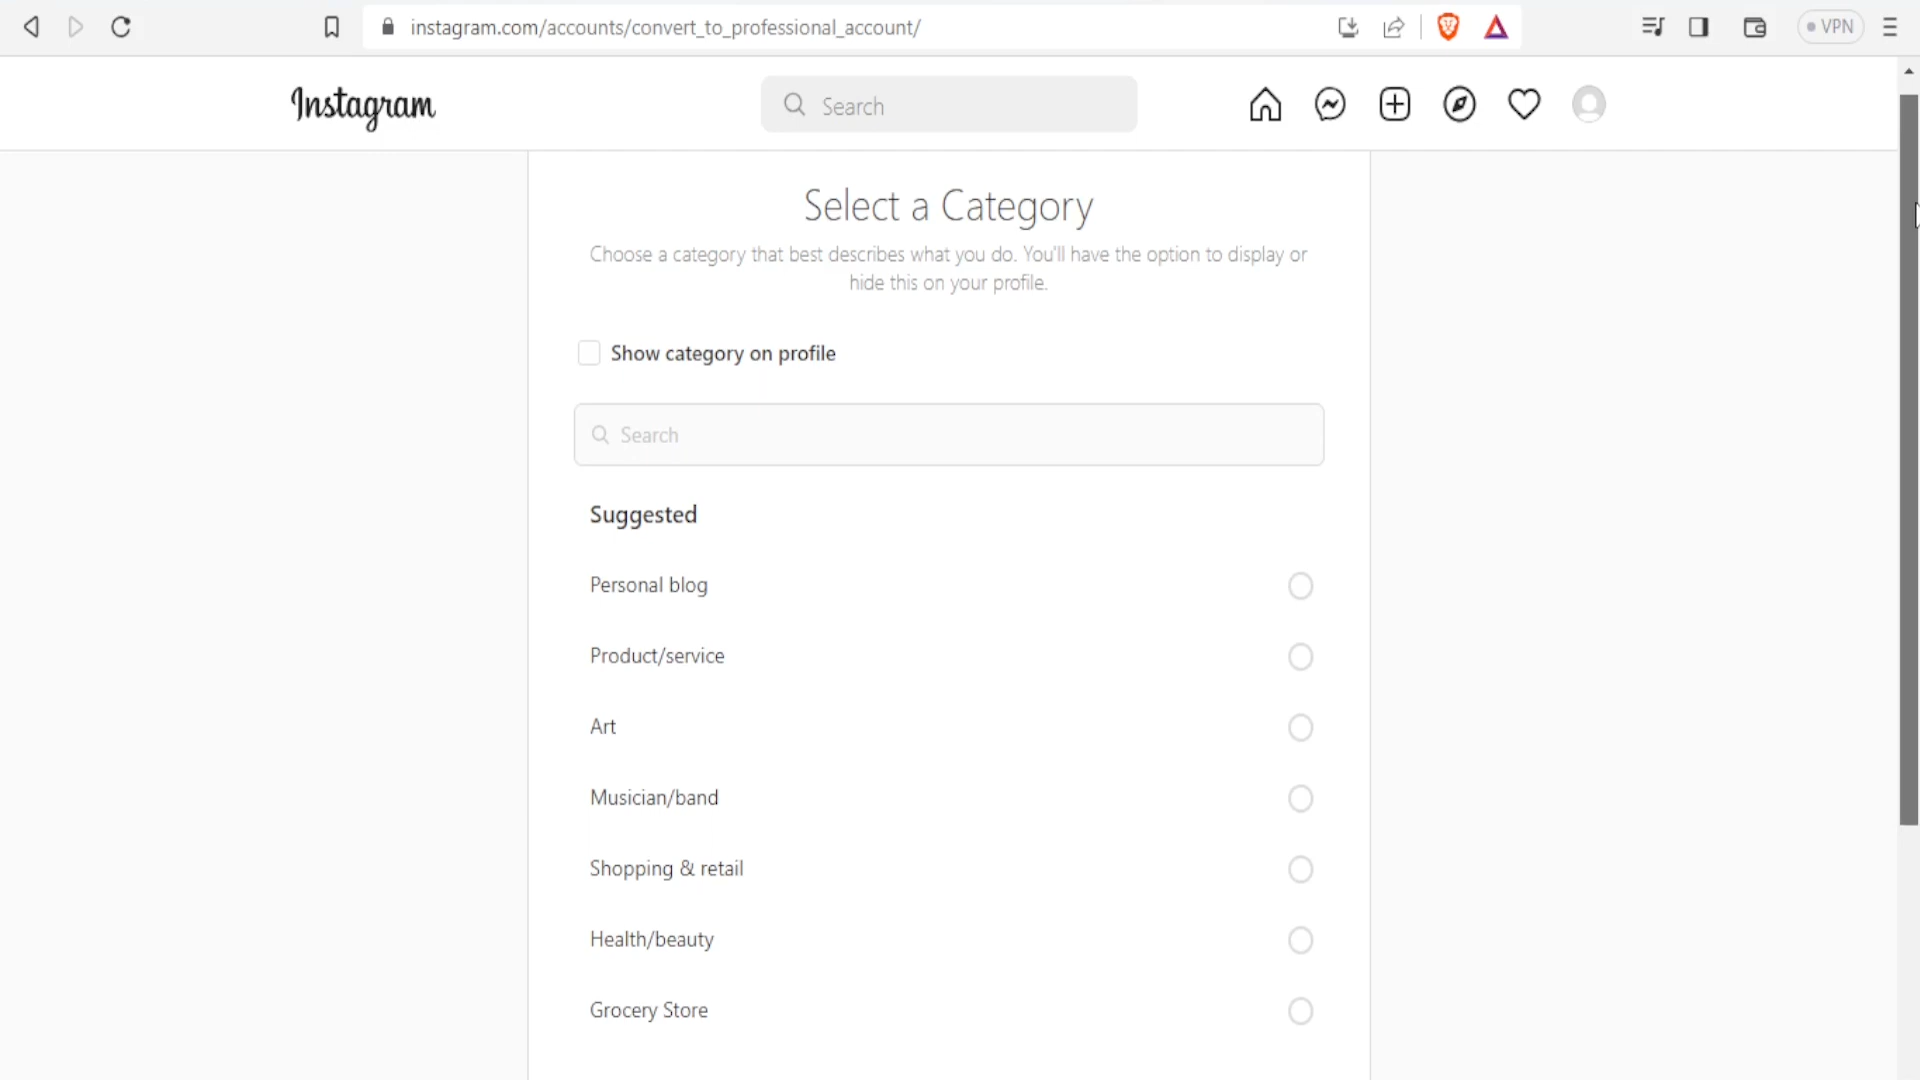 instagram.com/accounts/convert_to_professional_account/
VPN
Instagram
Search
Select a Category
Choose a category that best describes what you do. You'll have the option to display or
hide this on your profile.
Show category on profile
Search
Suggested
Personal blog
Product/service
Art
Musician/band
Shopping & retail
Health/beauty
Grocery Store